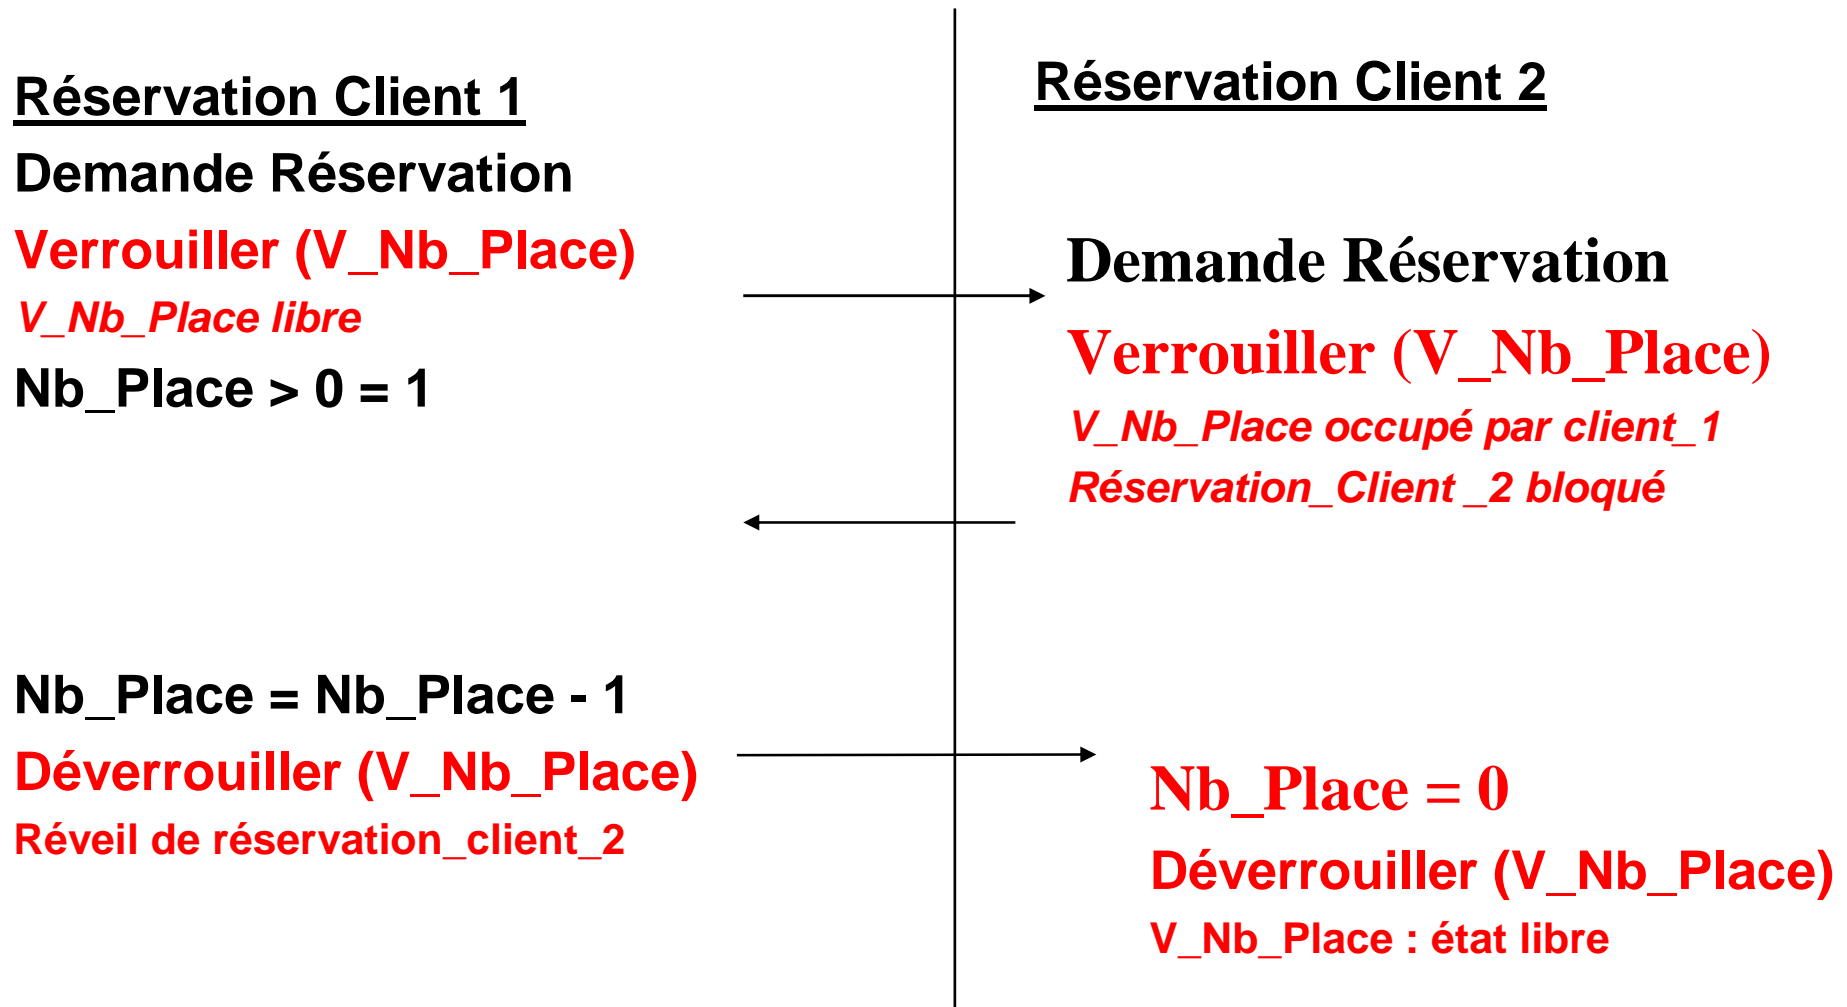 Réservation Client 1
Demande Réservation
Verrouiller (V_Nb_Place)
V_Nb_Place libre
Nb_Place > 0 = 1
Nb_Place = Nb_Place - 1
Déverrouiller (V_Nb_Place)
Réveil de réservation_client_2
Réservation Client 2
Demande Réservation
Verrouiller (V_Nb_Place)
V_Nb_Place occupé par client_1
Réservation_Client _2 bloqué
Nb_Place = 0
Déverrouiller (V_Nb_Place)
V_Nb_Place : état libre